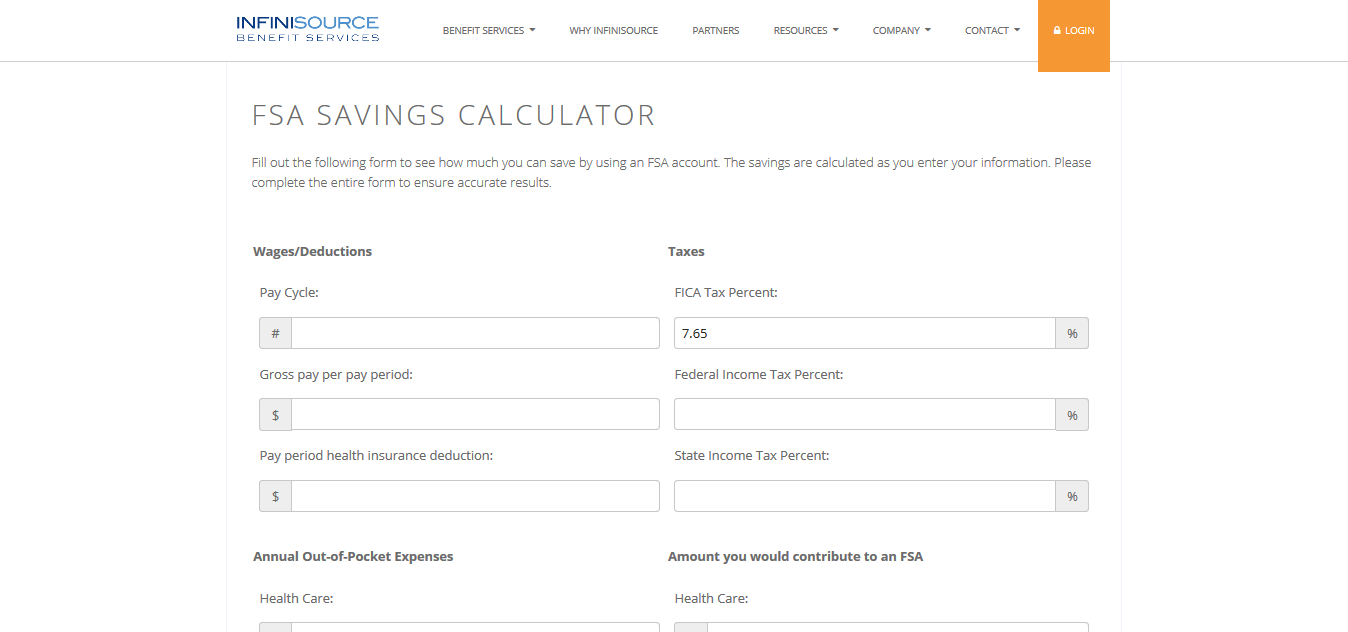 INFINISOURCE
BENEFIT SERVICES
BENEFIT SERVICES
WHY INFINISOURCE
PARTNERS
RESOURCES
COMPANY
CONTACT
LOGIN
FSA SAVINGS CALCULATOR
Fill out the following form to see how much you can save by using an FSA account. The savings are calculated as you enter your information. Please
complete the entire form to ensure accurate results.
Wages/Deductions
Taxes
Pay Cycle:
FICA Tax Percent:
#
7.65
%
Gross pay per pay period:
Federal Income Tax Percent:
$
%
Pay period health insurance deduction:
State Income Tax Percent:
$
%
Annual Out-of-Pocket Expenses
Amount you would contribute to an FSA
Health Care:
Health Care: